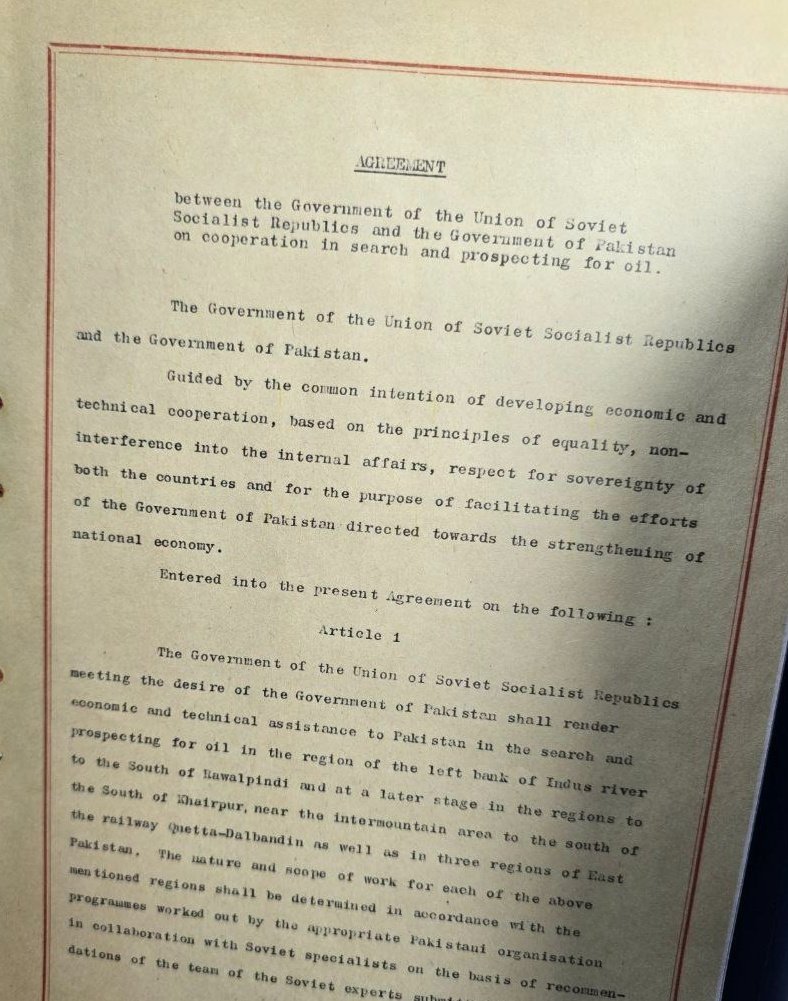 AGREEMENT
between the Government of the Union of Soviet
Socialist Republics and the Government of Pakistan
on cooperation in search and prospecting for oil.
The Government of the Union of Soviet Socialist Republics
and the Government of Pakistan.
Guided by the common intention of developing economic and
technical cooperation, based on the principles of equality, non-
interference into the internal affairs, respect for sovereignty of
both the countries and for the purpose of facilitating the efforts
of the Government of Pakistan directed towards the strengthening of
national economy.
Entered into the present Agreement on the following :
Article 1
The Government of the Union of Soviet Socialist Republics
meeting the desire of the Government of Pakistan shall render
economic and technical assistance to Pakistan in the search and
prospecting for oil in the region of the left bank of Indus river
to the South of Rawalpindi and at a later stage in the regions to
the South of Khairpur, near the intermountain area to the south of
the railway Quetta-Dalbandin as well as in three regions of East
Pakistan. The nature and scope of work for each of the above
mentioned regions shall be determined in accordance with the
programmes worked out by the appropriate Pakistani organisation
in collaboration with Soviet specialists on the basis of recommen-
dations of the team of the Soviet experts